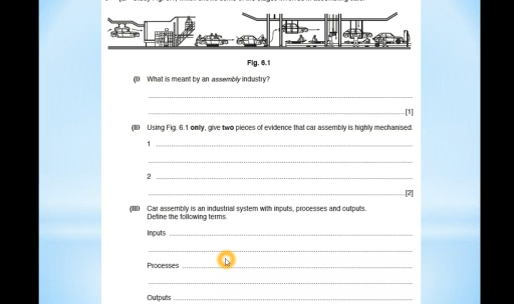 Fig. 6.1
(i) What is meant by an assembly industry?
[1]
(ii) Using Fig. 6.1 only, give two pieces of evidence that car assembly is highly mechanised.
1
2
[2]
(iii) Car assembly is an industrial system with inputs, processes and outputs.
Define the following terms.
Inputs
Processes
Outputs